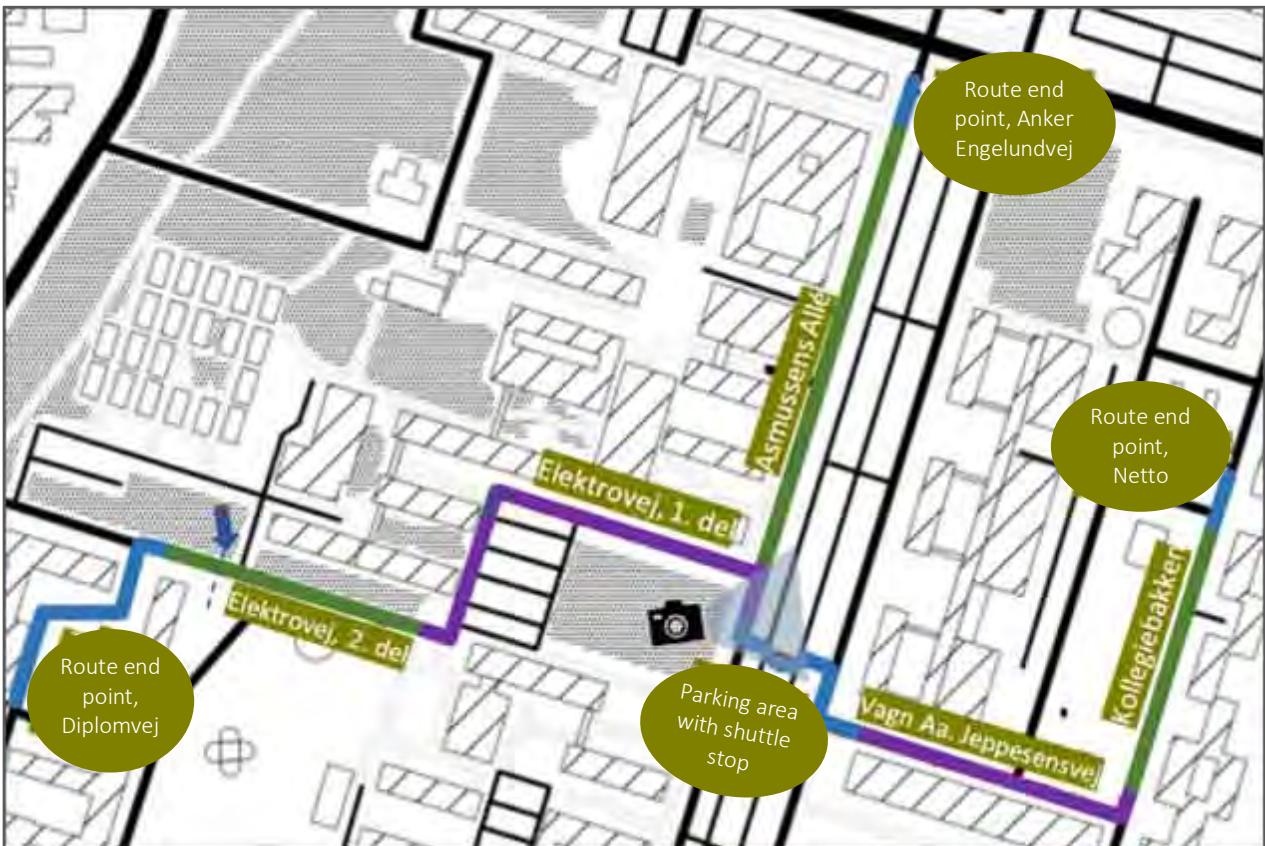 Route end
point, Anker
Engelundvej
Asmussens Allé
Route end
point,
Netto
Elektrovej, 1. del
Kollegiebakken
Elektrovej, 2. del
Route end
point,
Diplomvej
Parking area
with shuttle
stop
Vagn Aa. Jeppesensvej